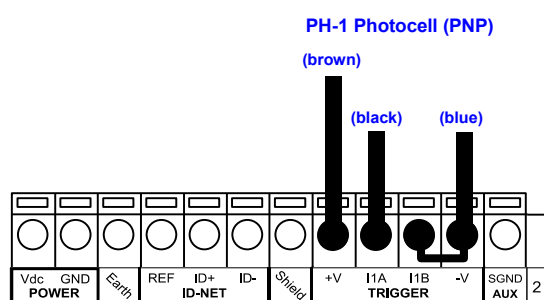 PH-1 Photocell (PNP)
(brown)
(black) (blue)
Vdc GND Earth REF ID+ ID- Shield +V I1A I1B -V SGND 2
POWER ID-NET TRIGGER AUX